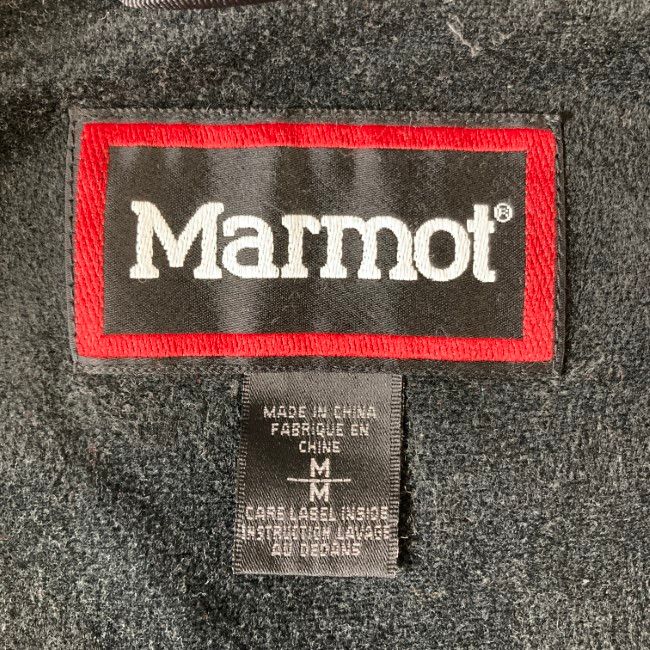 Marmot®
MADE IN CHINA
FABRIQUE EN
CHINE
M
M
CARE LABEL INSIDE
INSTRUCTION LAVAGE
AU DEDANS